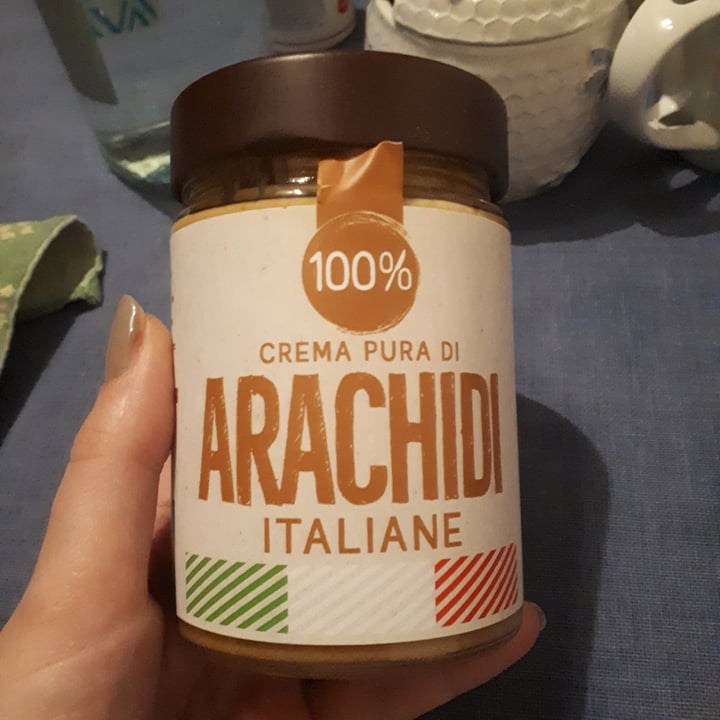 100%
CREMA PURA DI
ARACHIDI
ITALIANE